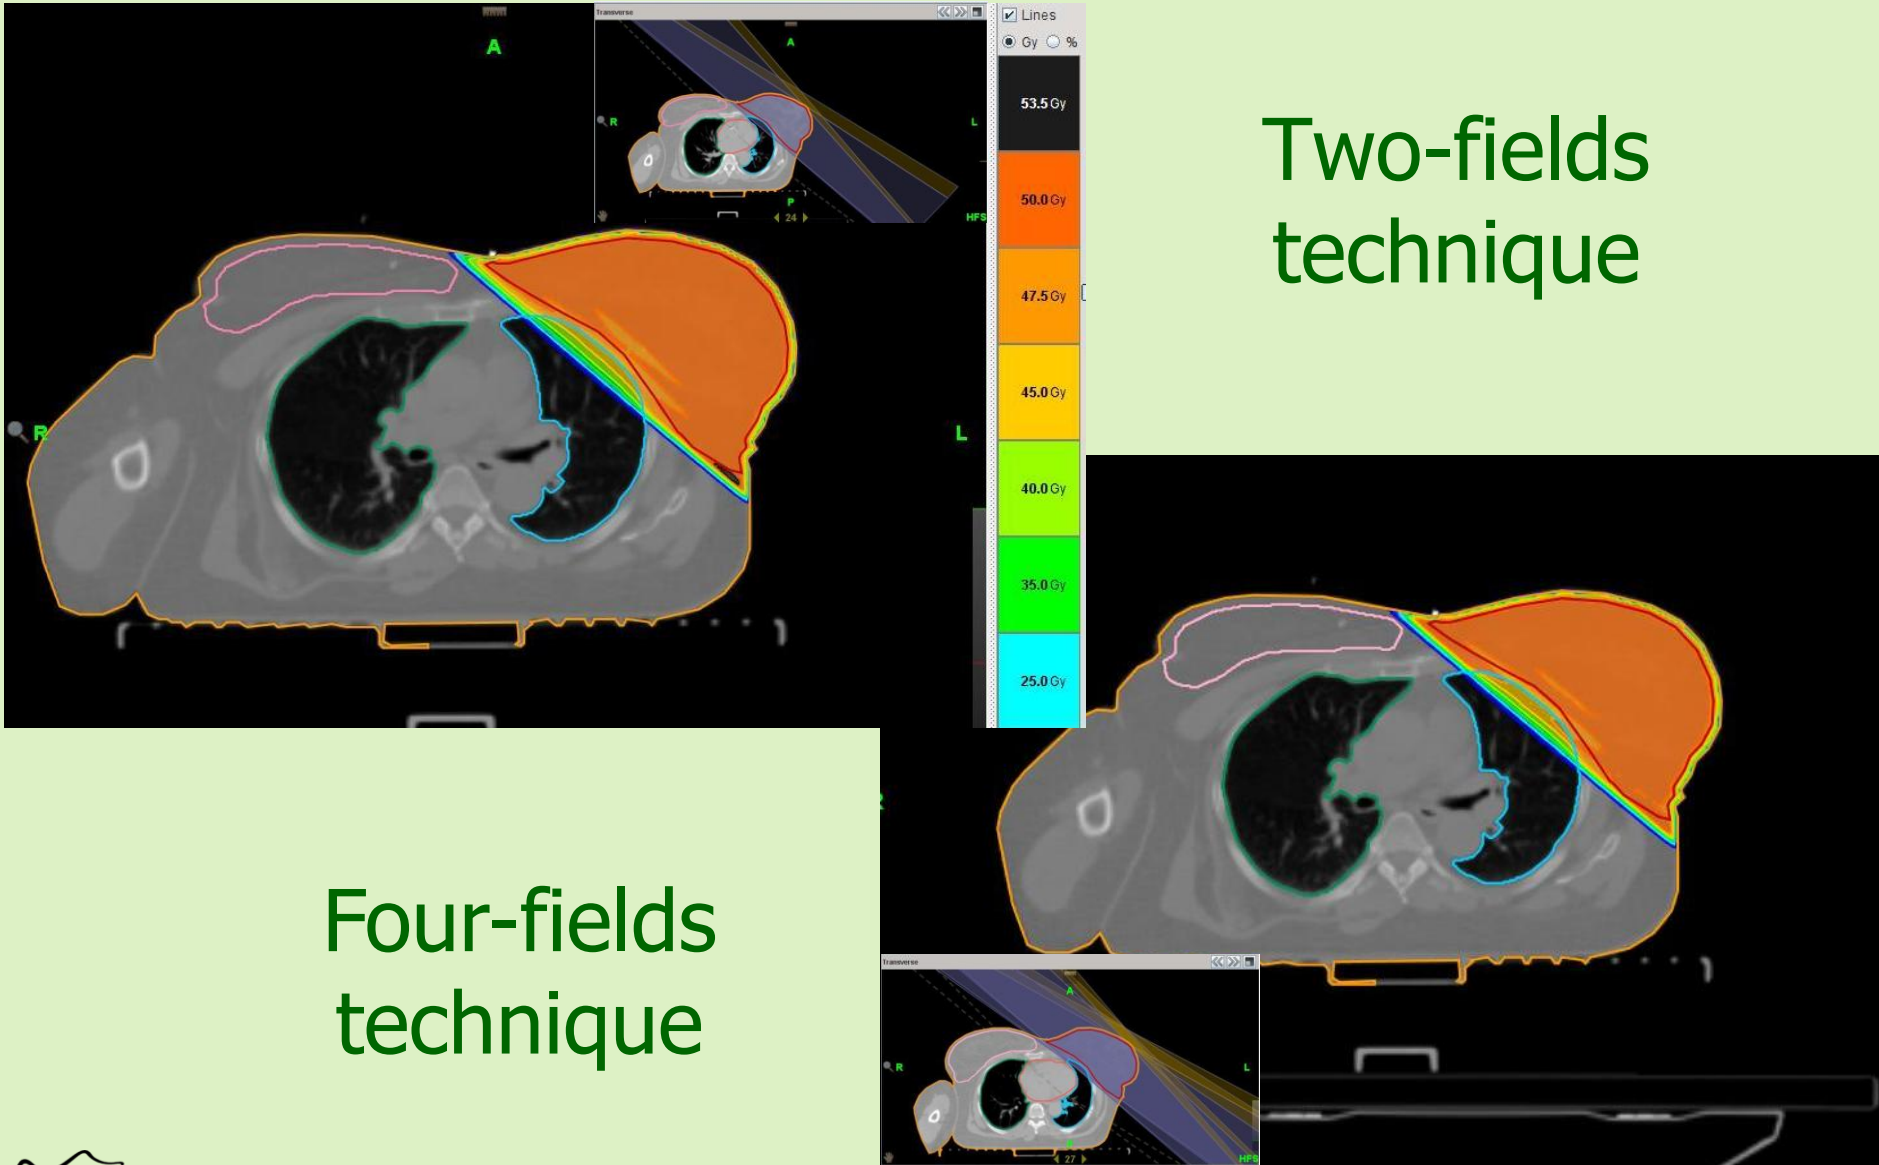 Transverse
A
A
R
L
P
24
HFS
R
L
Lines
Gy %
53.5 Gy
50.0 Gy
47.5 Gy
45.0 Gy
40.0 Gy
35.0 Gy
25.0 Gy
Two-fields
technique
Four-fields
technique
Transverse
A
R
L
27
HFS